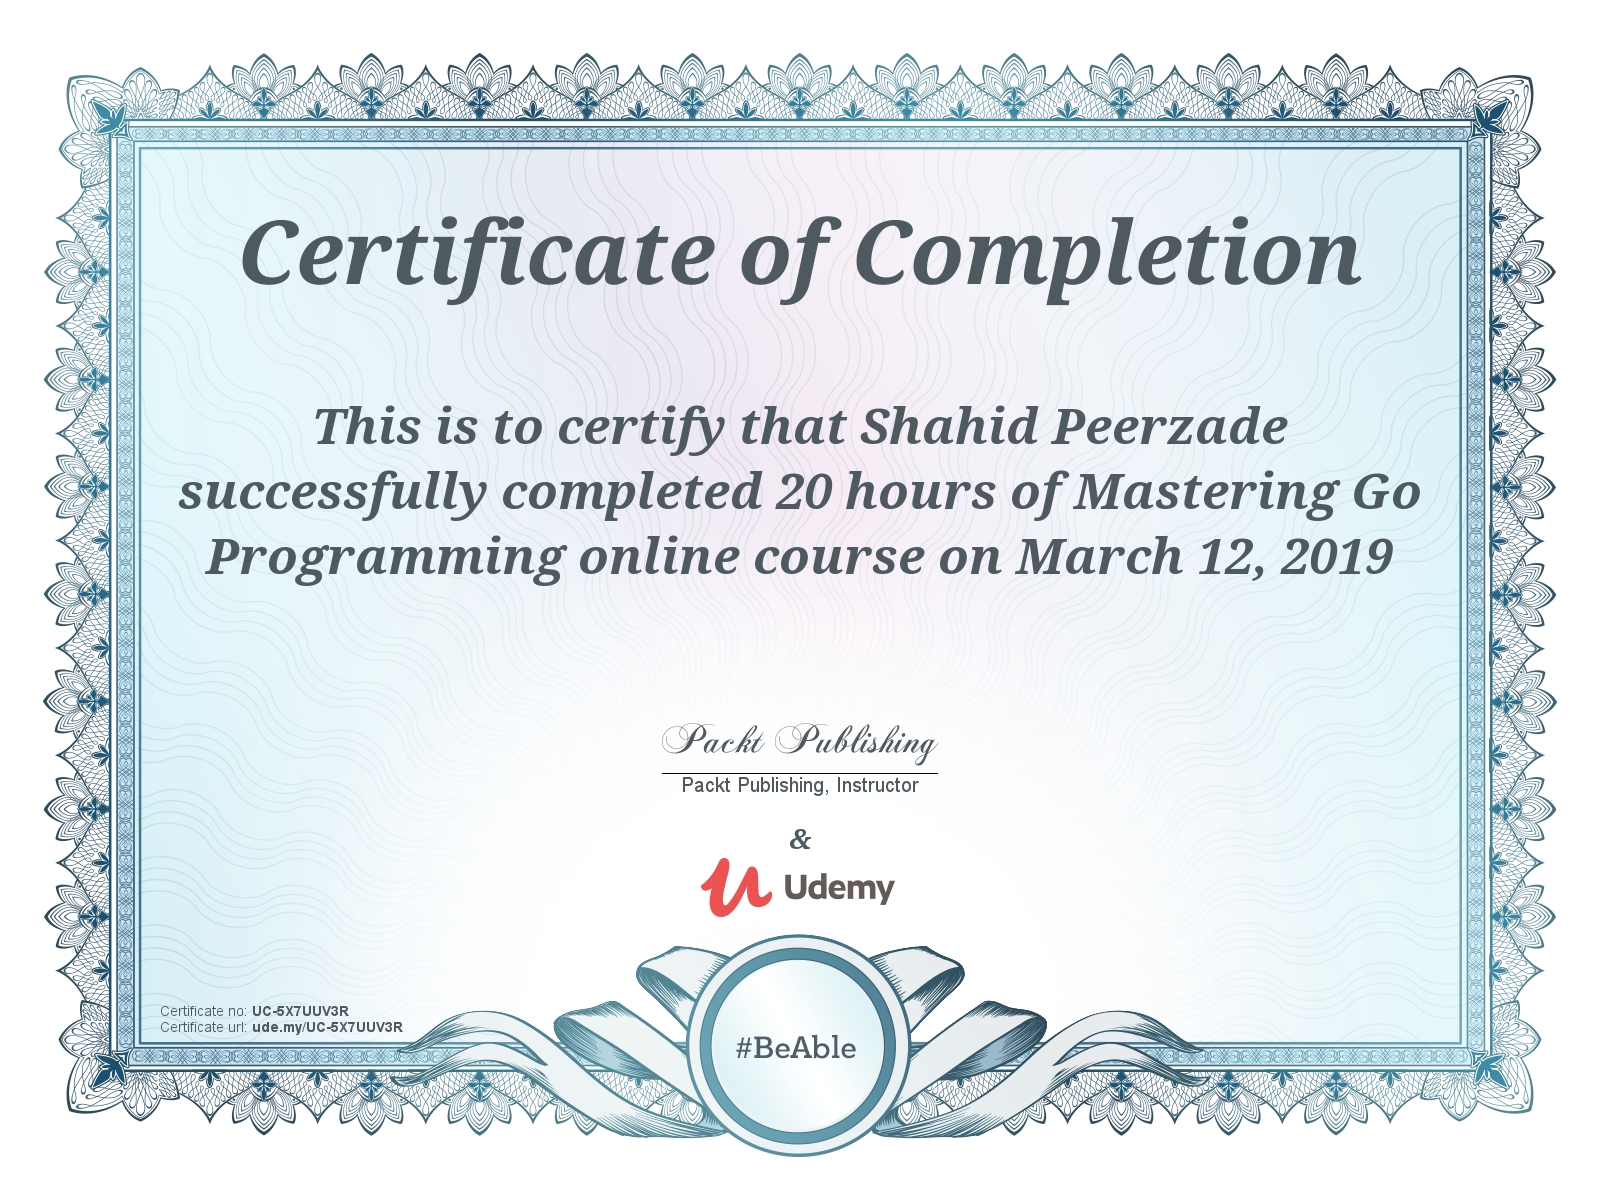 Certificate of Completion
This is to certify that Shahid Peerzade
successfully completed 20 hours of Mastering Go
Programming online course on March 12, 2019
Packt Publishing
Packt Publishing, Instructor
&
Udemy
Certificate no: UC-5X7UUV3R
Certificate url: ude.my/UC-5X7UUV3R
#BeAble